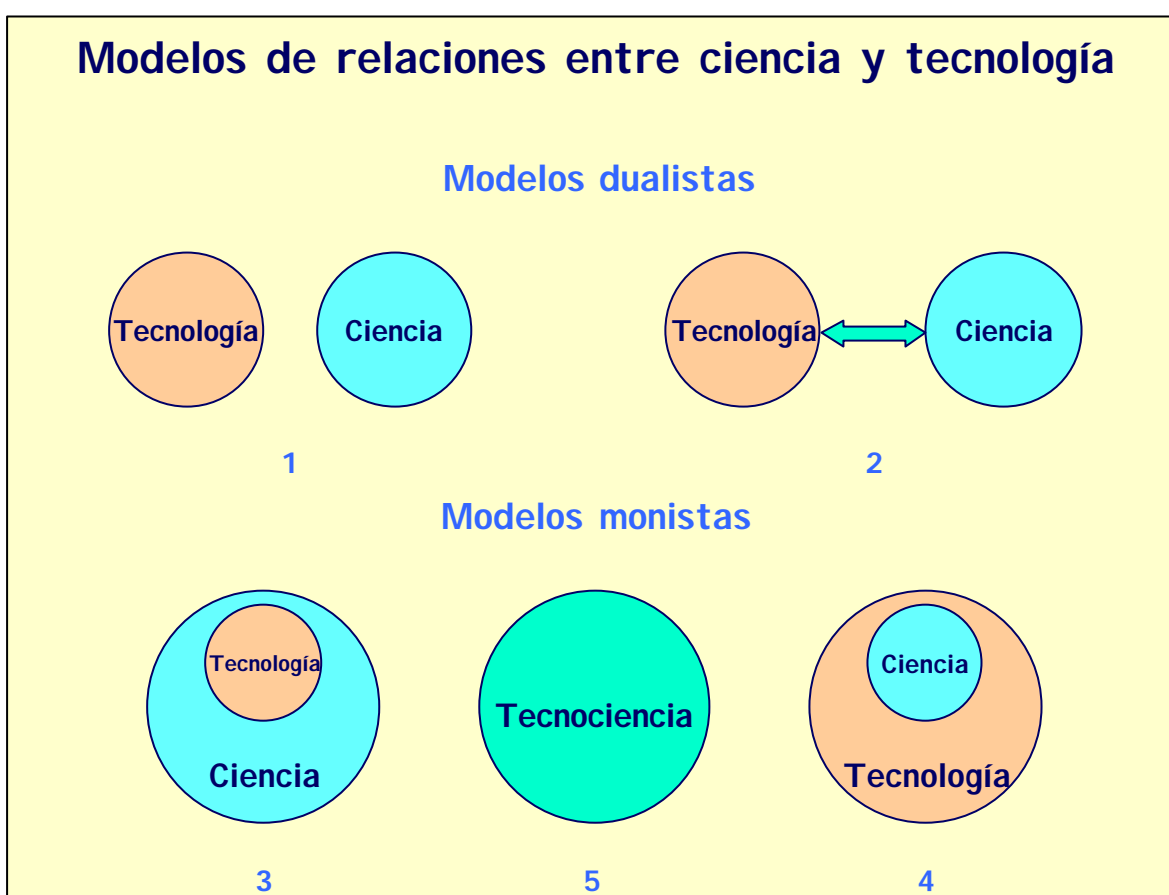 Modelos de relaciones entre ciencia y tecnología
Modelos dualistas
Tecnología Ciencia Tecnología Ciencia
1 2
Modelos monistas
Tecnología Ciencia
Tecnociencia
Ciencia Tecnología
3 5 4